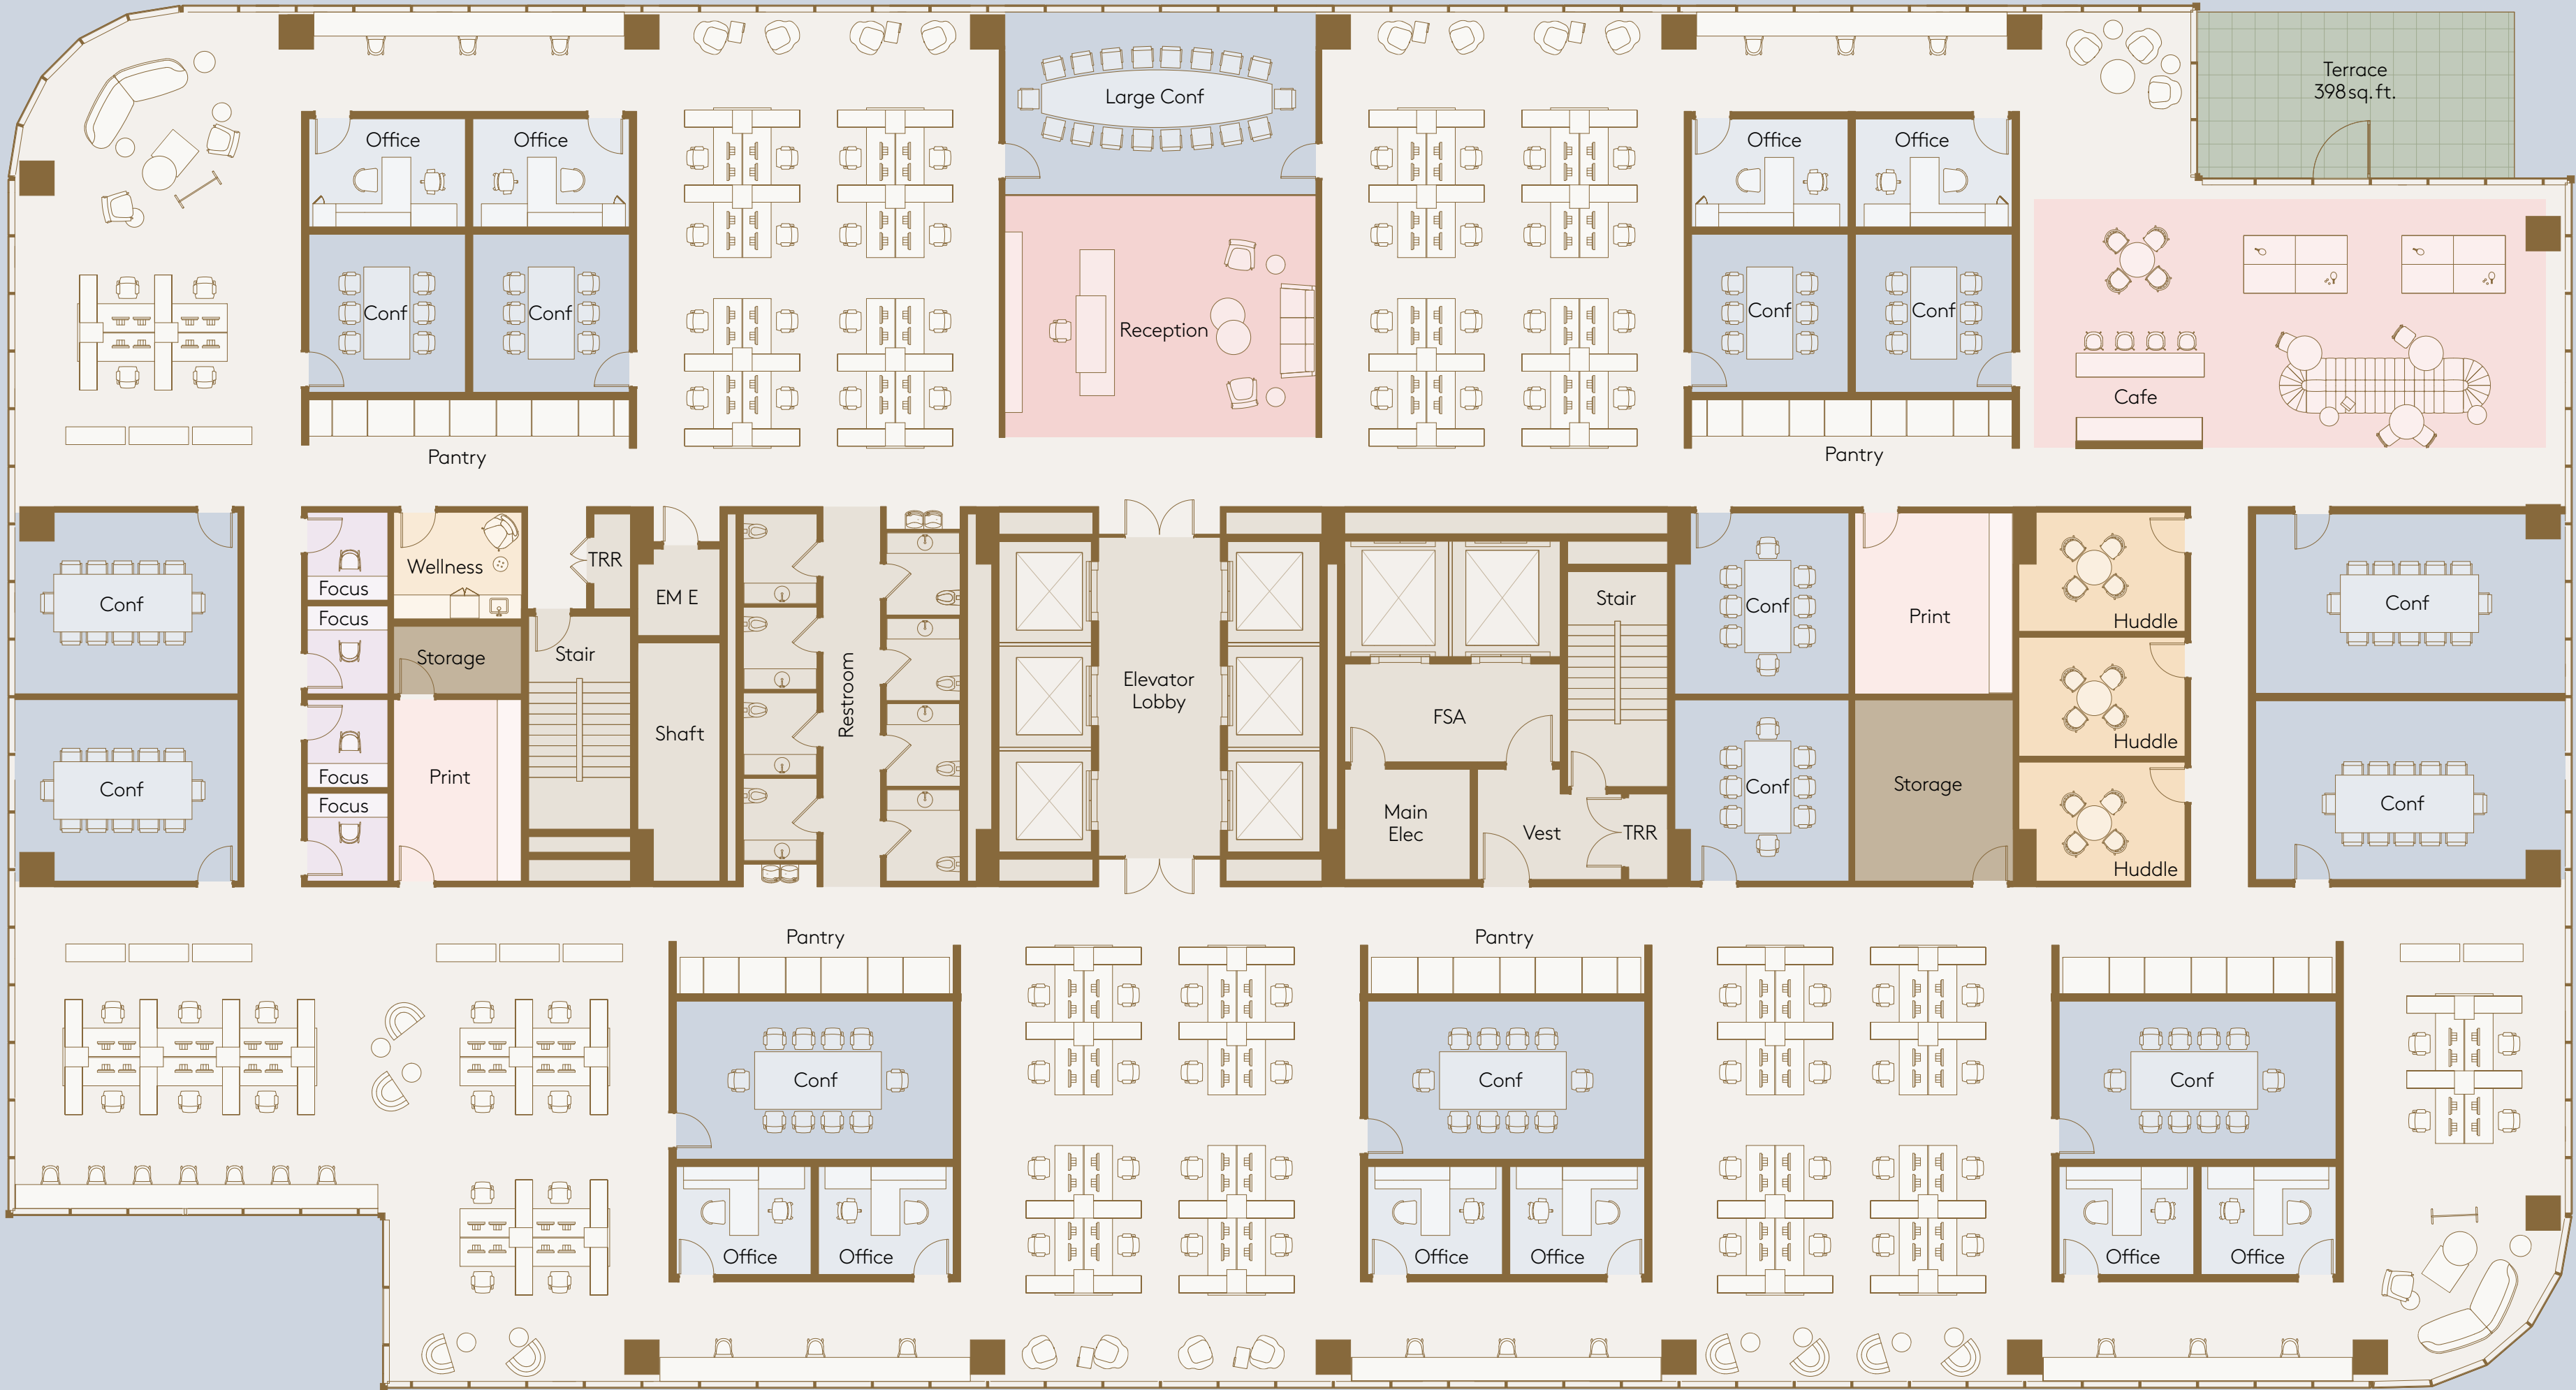 Terrace
398 sq. ft.
Large Conf
Office
Office
Office
Office
Conf
Conf
Reception
Conf
Conf
Cafe
Pantry
Pantry
Conf
Focus
Focus
Wellness
Storage
TRR
Stair
EM E
Shaft
Restroom
Elevator
Lobby
FSA
Stair
Conf
Print
Huddle
Huddle
Conf
Conf
Focus
Focus
Print
Main
Elec
Vest
TRR
Conf
Storage
Huddle
Conf
Pantry
Pantry
Conf
Conf
Conf
Office
Office
Office
Office
Office
Office